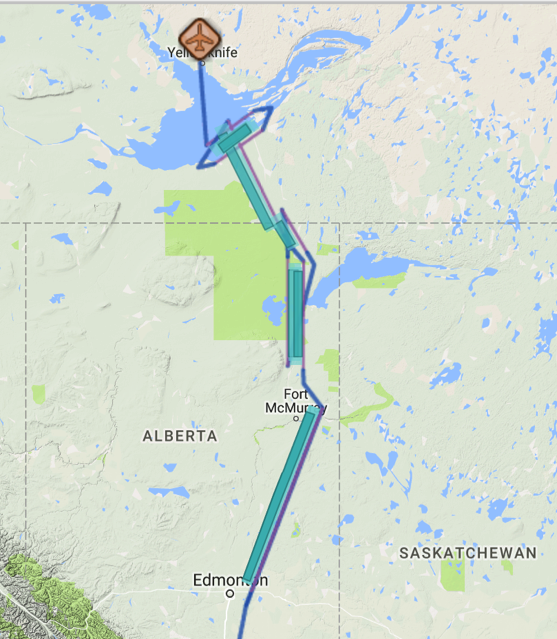 Yellowknife
Fort
McMurray
ALBERTA
SASKATCHEWAN
Edmonton